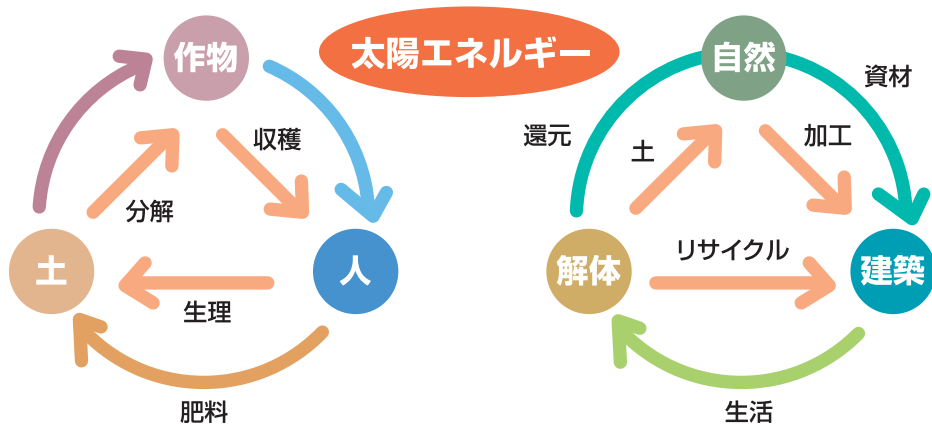 太陽エネルギー
作物
収穫
分解
土
人
生理
肥料
自然
資材
還元
土
加工
リサイクル
解体
建築
生活